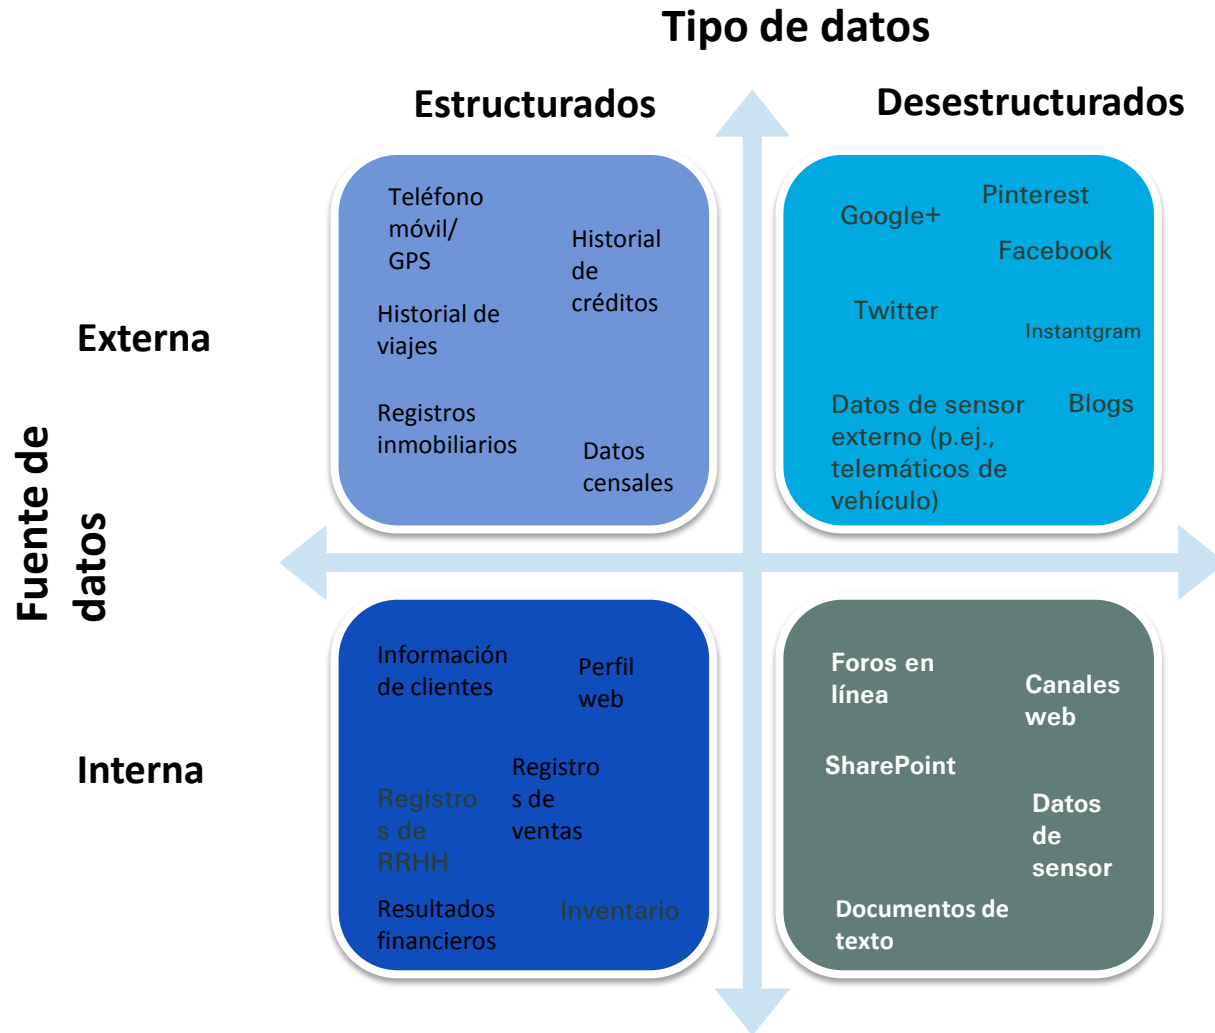 Tipo de datos
Estructurados
Desestructurados
Fuente de
datos
Externa
Teléfono
móvil/
GPS
Historial
de
créditos
Historial de
viajes
Registros
inmobiliarios
Datos
censales
Google+
Pinterest
Facebook
Twitter
Instantgram
Datos de sensor
externo (p.ej.,
telemáticos de
vehículo)
Blogs
Interna
Información
de clientes
Perfil
web
Registro
s de
ventas
Registro
s de
RRHH
Resultados
financieros
Inventario
Foros en
línea
Canales
web
SharePoint
Datos
de
sensor
Documentos de
texto